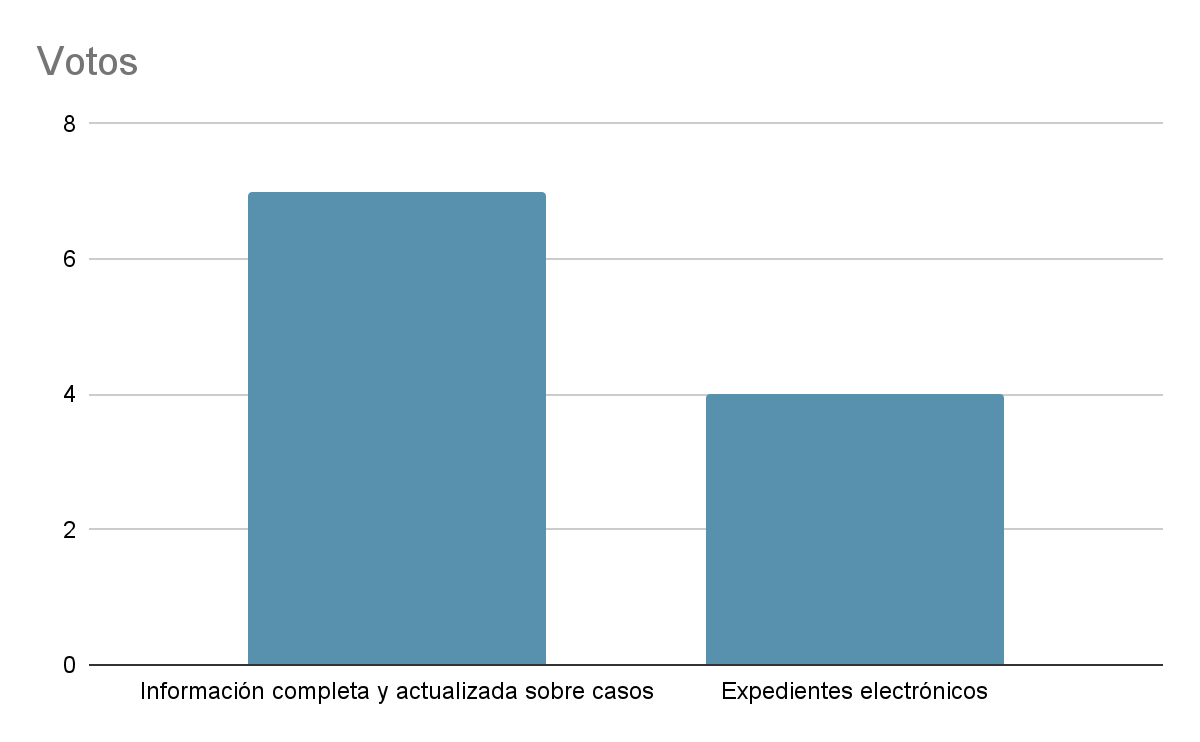 Votos
8
6
4
2
0
Información completa y actualizada sobre casos
Expedientes electrónicos